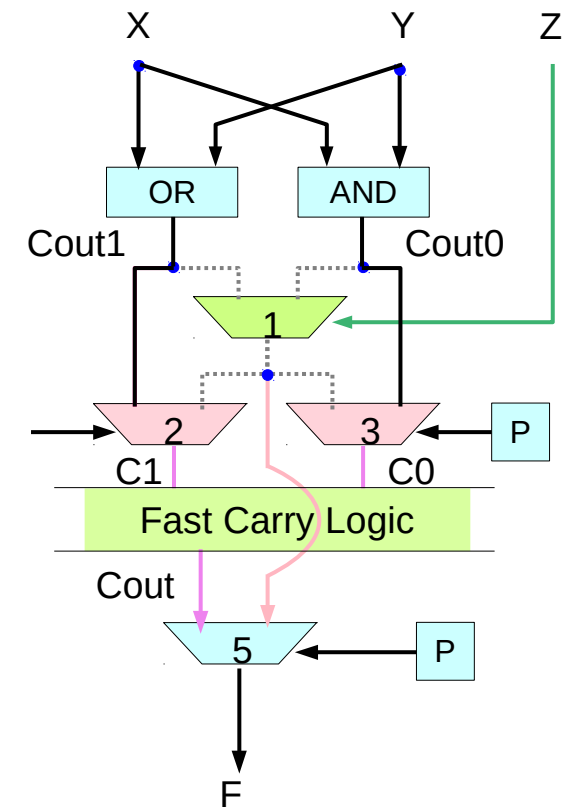 X Y Z
OR AND
Cout1 Cout0
1
2 3 P
C1 C0
Fast Carry Logic
Cout
5 P
F